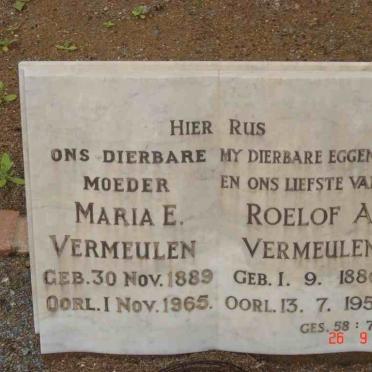 HIER RUS
ONS DIERBARE
MOEDER
MARIA E.
VERMEULEN
GEB. 30 NOV. 1889
OORL. 1 NOV. 1965.
MY DIERBARE EGGEN
EN ONS LIEFSTE VA
ROELOF A
VERMEULEN
GEB. 1. 9. 188
OORL. 13. 7. 195
GES. 58 : 7
26 9